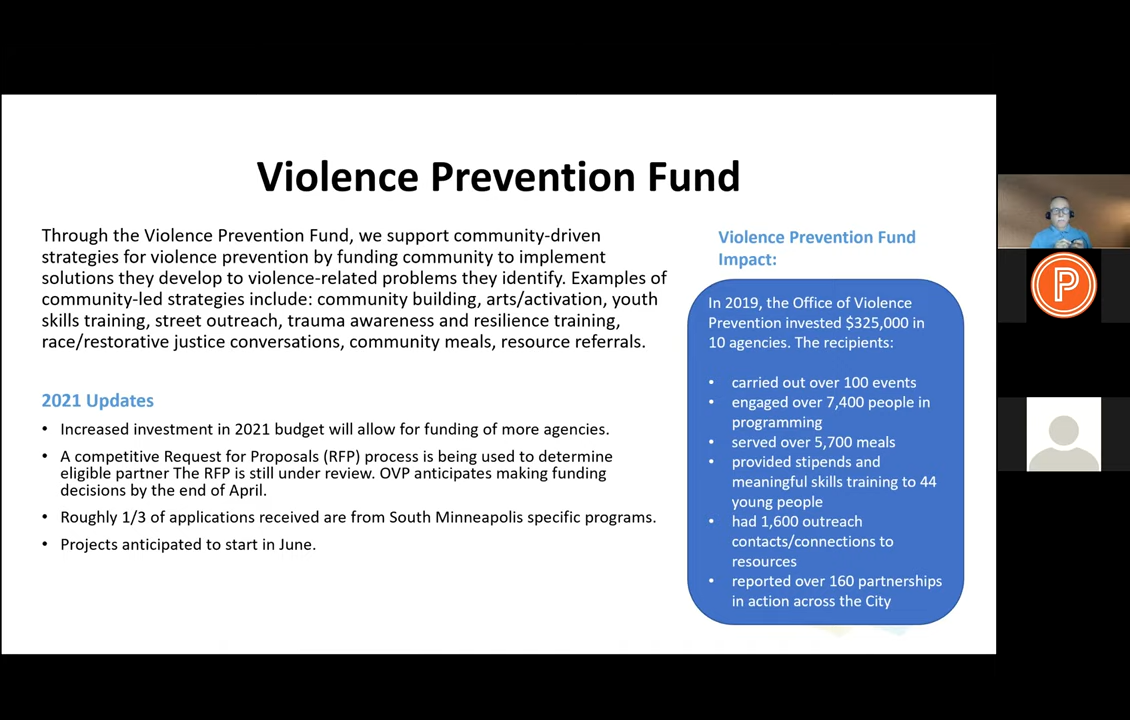 Violence Prevention Fund
Through the Violence Prevention Fund, we support community-driven
strategies for violence prevention by funding community to implement
solutions they develop to violence-related problems they identify. Examples of
community-led strategies include: community building, arts/activation, youth
skills training, street outreach, trauma awareness and resilience training,
race/restorative justice conversations, community meals, resource referrals.
2021 Updates
• Increased investment in 2021 budget will allow for funding of more agencies.
• A competitive Request for Proposals (RFP) process is being used to determine
eligible partner The RFP is still under review. OVP anticipates making funding
decisions by the end of April.
• Roughly 1/3 of applications received are from South Minneapolis specific programs.
• Projects anticipated to start in June.
Violence Prevention Fund
Impact:
In 2019, the Office of Violence
Prevention invested $325,000 in
10 agencies. The recipients:
• carried out over 100 events
• engaged over 7,400 people in
programming
• served over 5,700 meals
• provided stipends and
meaningful skills training to 44
young people
• had 1,600 outreach
contacts/connections to
resources
• reported over 160 partnerships
in action across the City
P